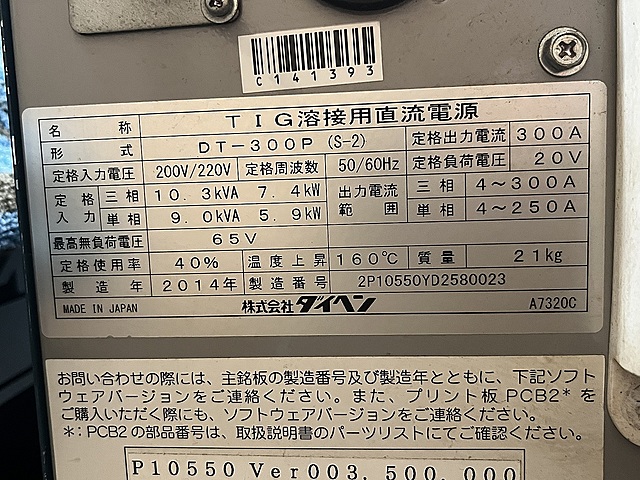 C141393
名称 TIG溶接用直流電源
形式 DT-300P (S-2) 定格出力電流 300A
定格入力電圧 200V/220V 定格周波数 50/60Hz 定格負荷電圧 20V
定格入力 三相 10.3kVA 7.4kW 出力電流範囲 三相 4~300A
単相 9.0kVA 5.9kW 単相 4~250A
最高無負荷電圧 65V
定格使用率 40% 温度上昇 160℃ 質量 21kg
製造年 2014年 製造番号 2P10550YD2580023
MADE IN JAPAN 株式会社ダイヘン A7320C
お問い合わせの際には、主銘板の製造番号及び製造年とともに、下記ソフト
ウェアバージョンをご連絡ください。また、プリント板PCB2*を
ご購入いただく際にも、ソフトウェアバージョンをご連絡ください。
*:PCB2の部品番号は、取扱説明書のパーツリストにてご確認ください。
P10550 Ver003.500.000